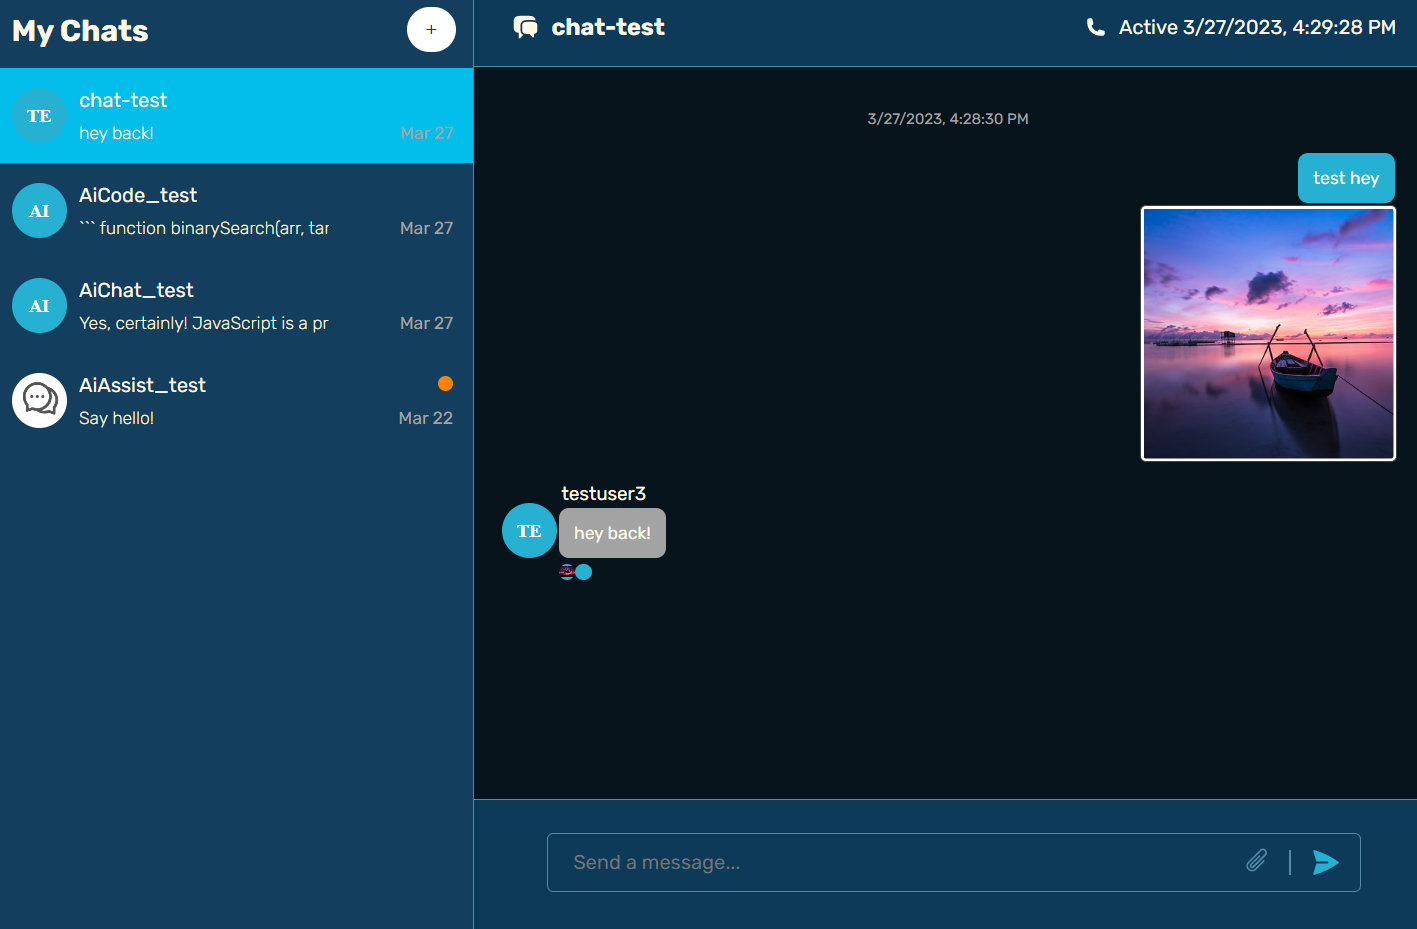 My Chats
+
TE
chat-test
hey back!
Mar 27
AI
AiCode_test
``` function binarySearch(arr, tar
Mar 27
AI
AiChat_test
Yes, certainly! JavaScript is a pr
Mar 27
AiAssist_test
Say hello!
Mar 22
chat-test
Active 3/27/2023, 4:29:28 PM
3/27/2023, 4:28:30 PM
test hey
testuser3
TE
hey back!
Send a message...